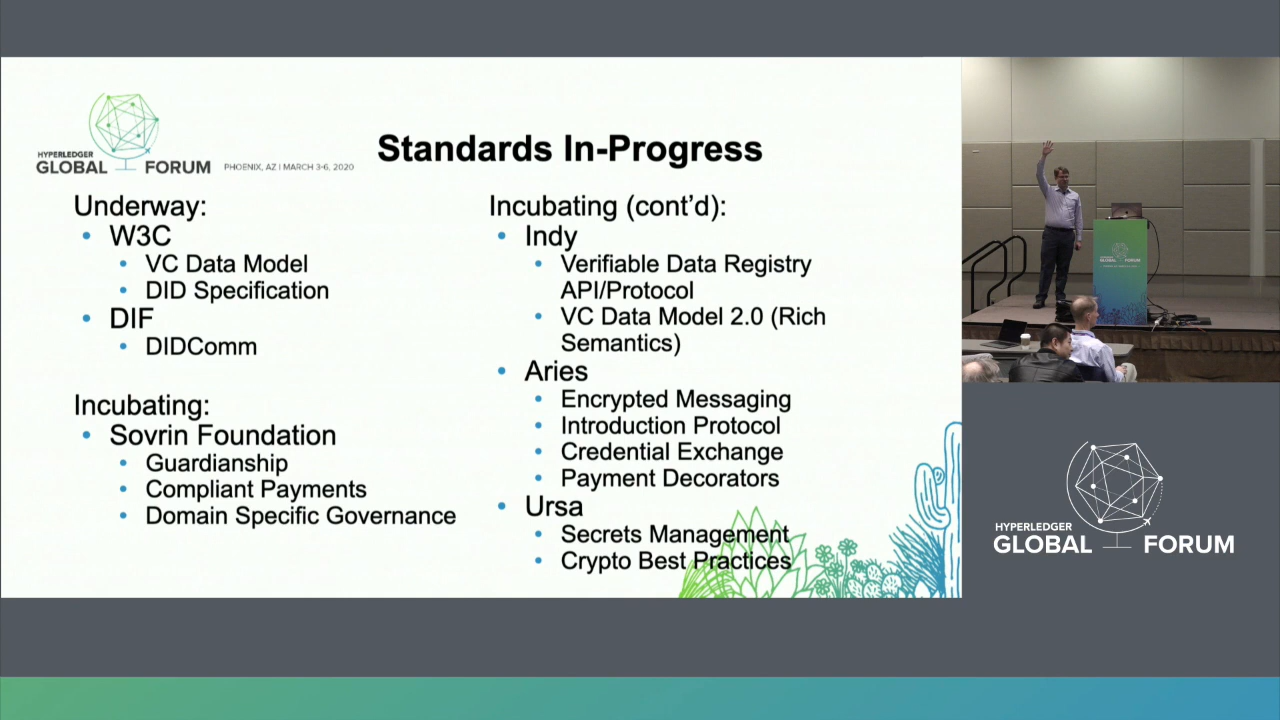 HYPERLEDGER
GLOBAL FORUM
PHOENIX, AZ | MARCH 3-6, 2020
Standards In-Progress
Underway:
• W3C
• VC Data Model
• DID Specification
• DIF
• DIDComm
Incubating:
• Sovrin Foundation
• Guardianship
• Compliant Payments
• Domain Specific Governance
Incubating (cont’d):
• Indy
• Verifiable Data Registry
API/Protocol
• VC Data Model 2.0 (Rich
Semantics)
• Aries
• Encrypted Messaging
• Introduction Protocol
• Credential Exchange
• Payment Decorators
• Ursa
• Secrets Management
• Crypto Best Practices
GLOBAL FORUM
HYPERLEDGER
GLOBAL FORUM